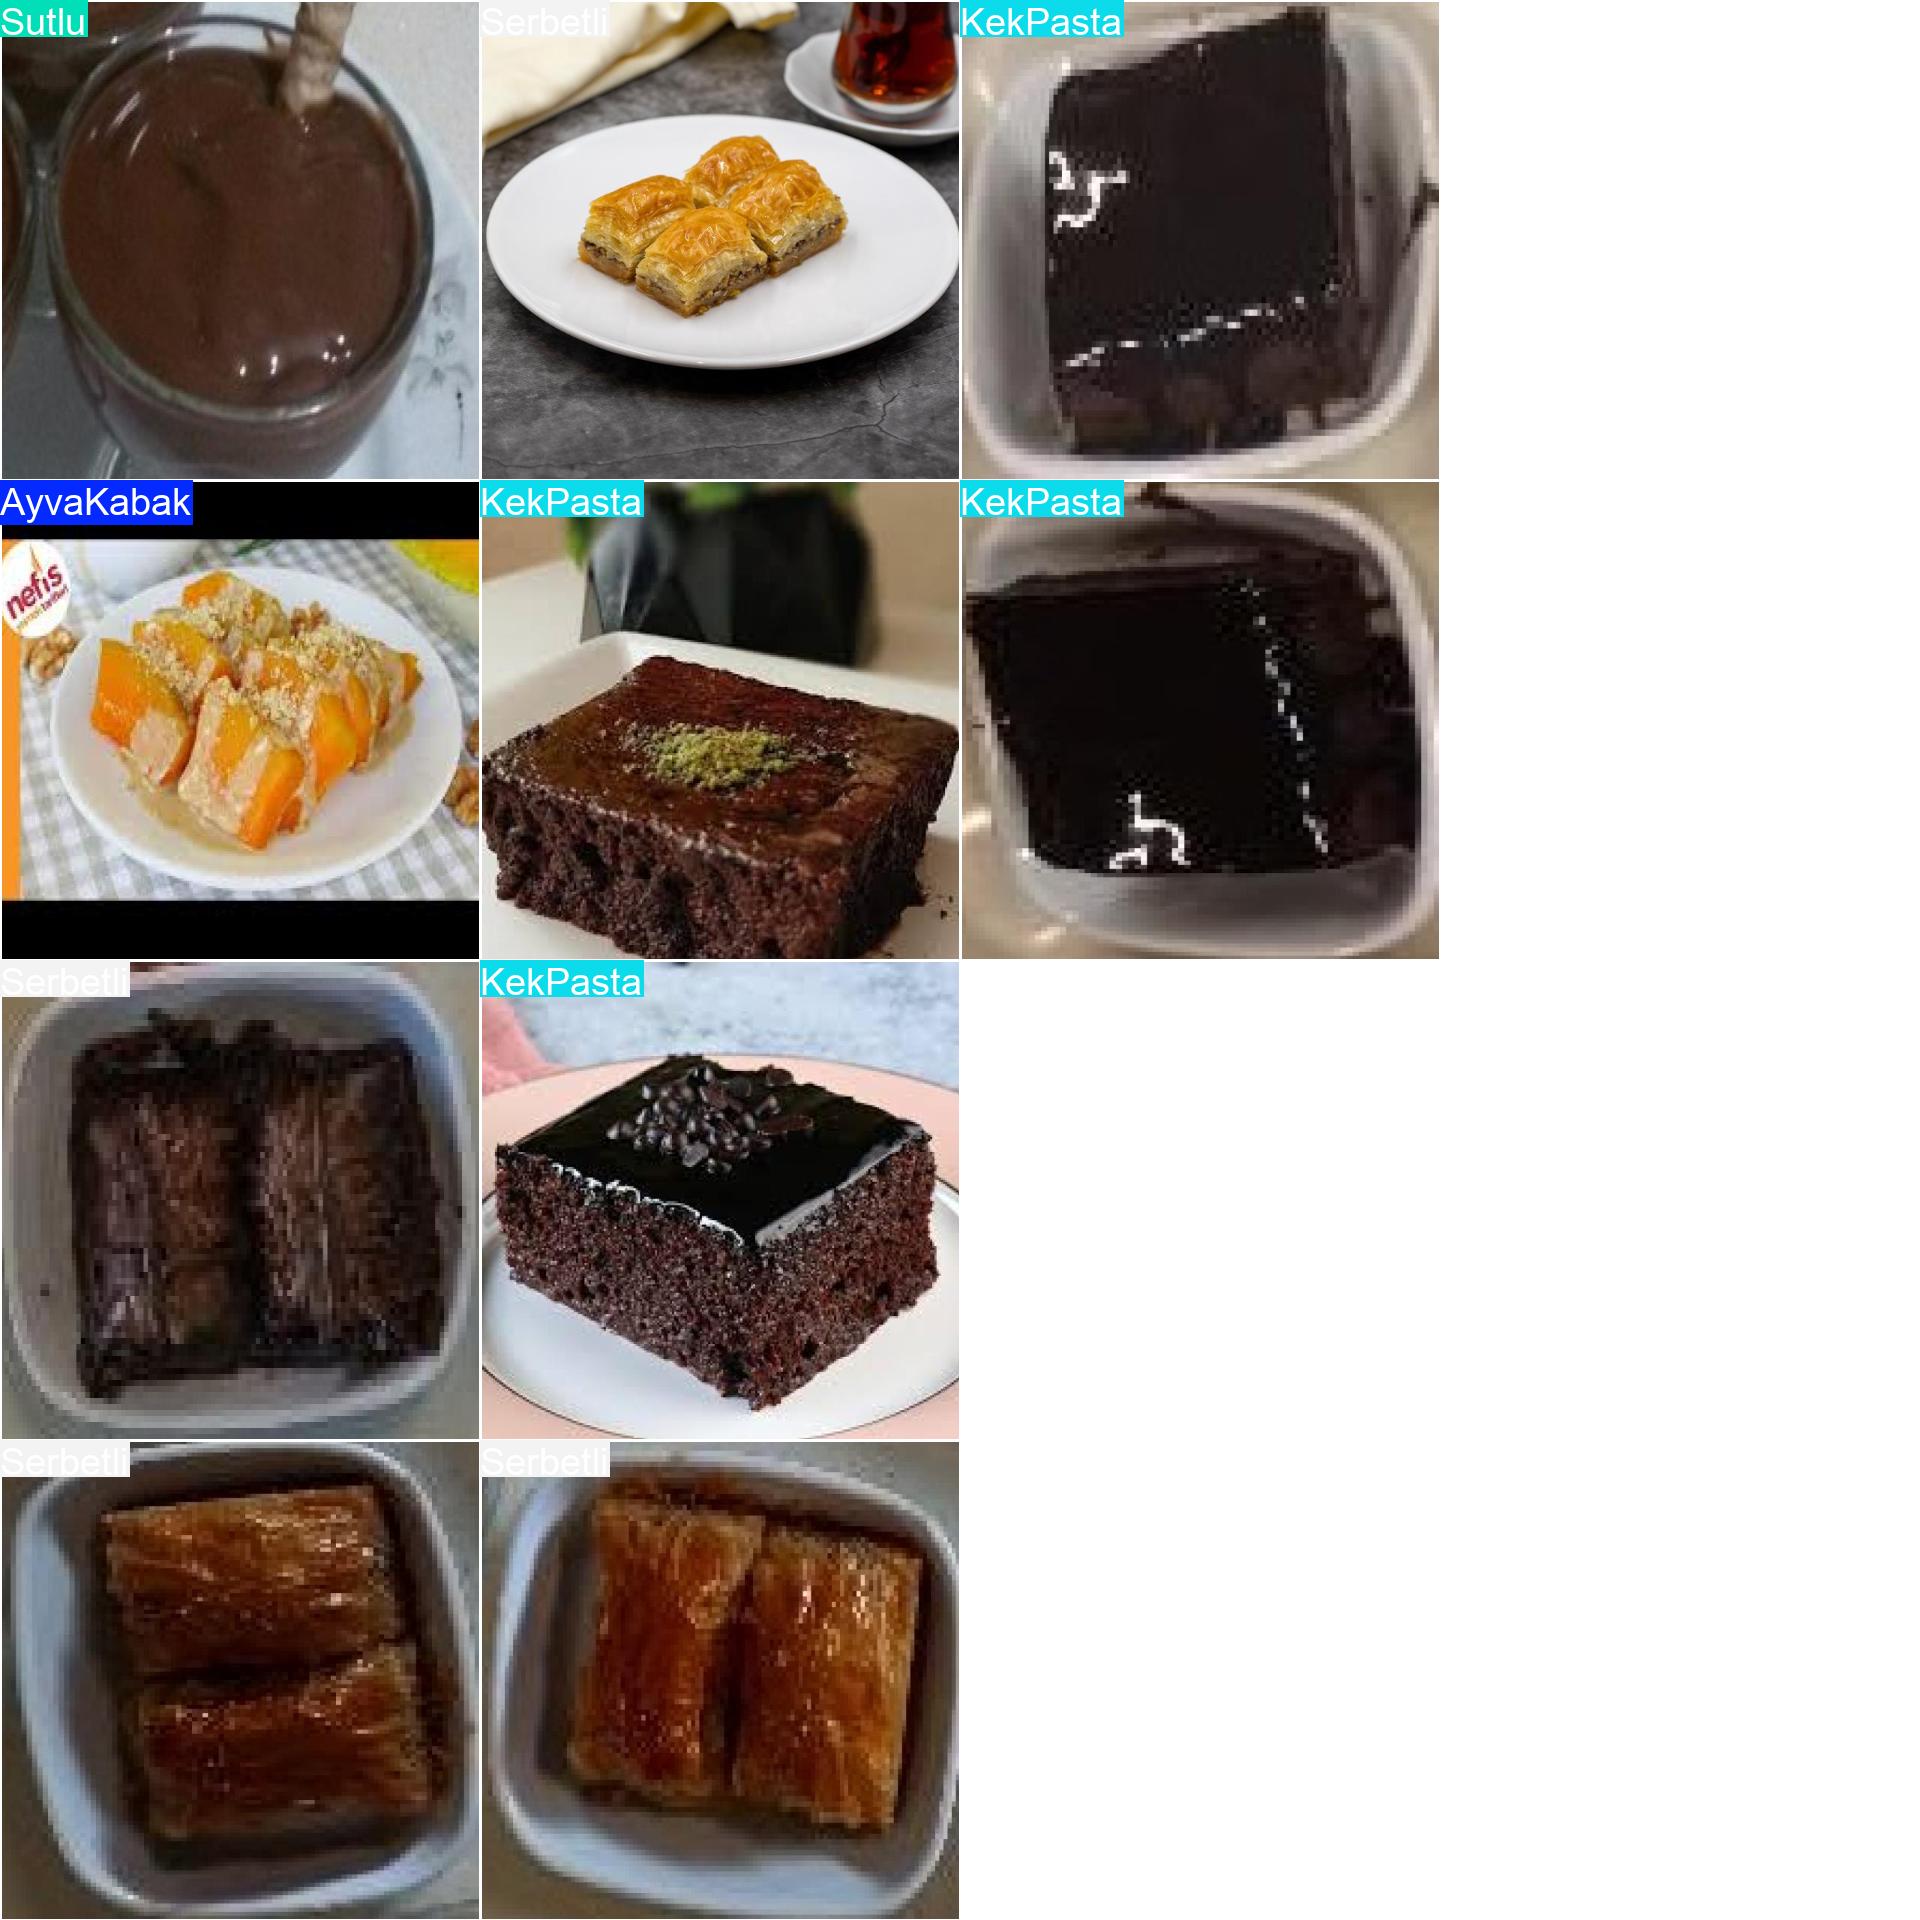 Sutlu
Serbetli
KekPasta
AyvaKabak
nefis
KekPasta
KekPasta
Serbetli
KekPasta
Serbetli
Serbetli